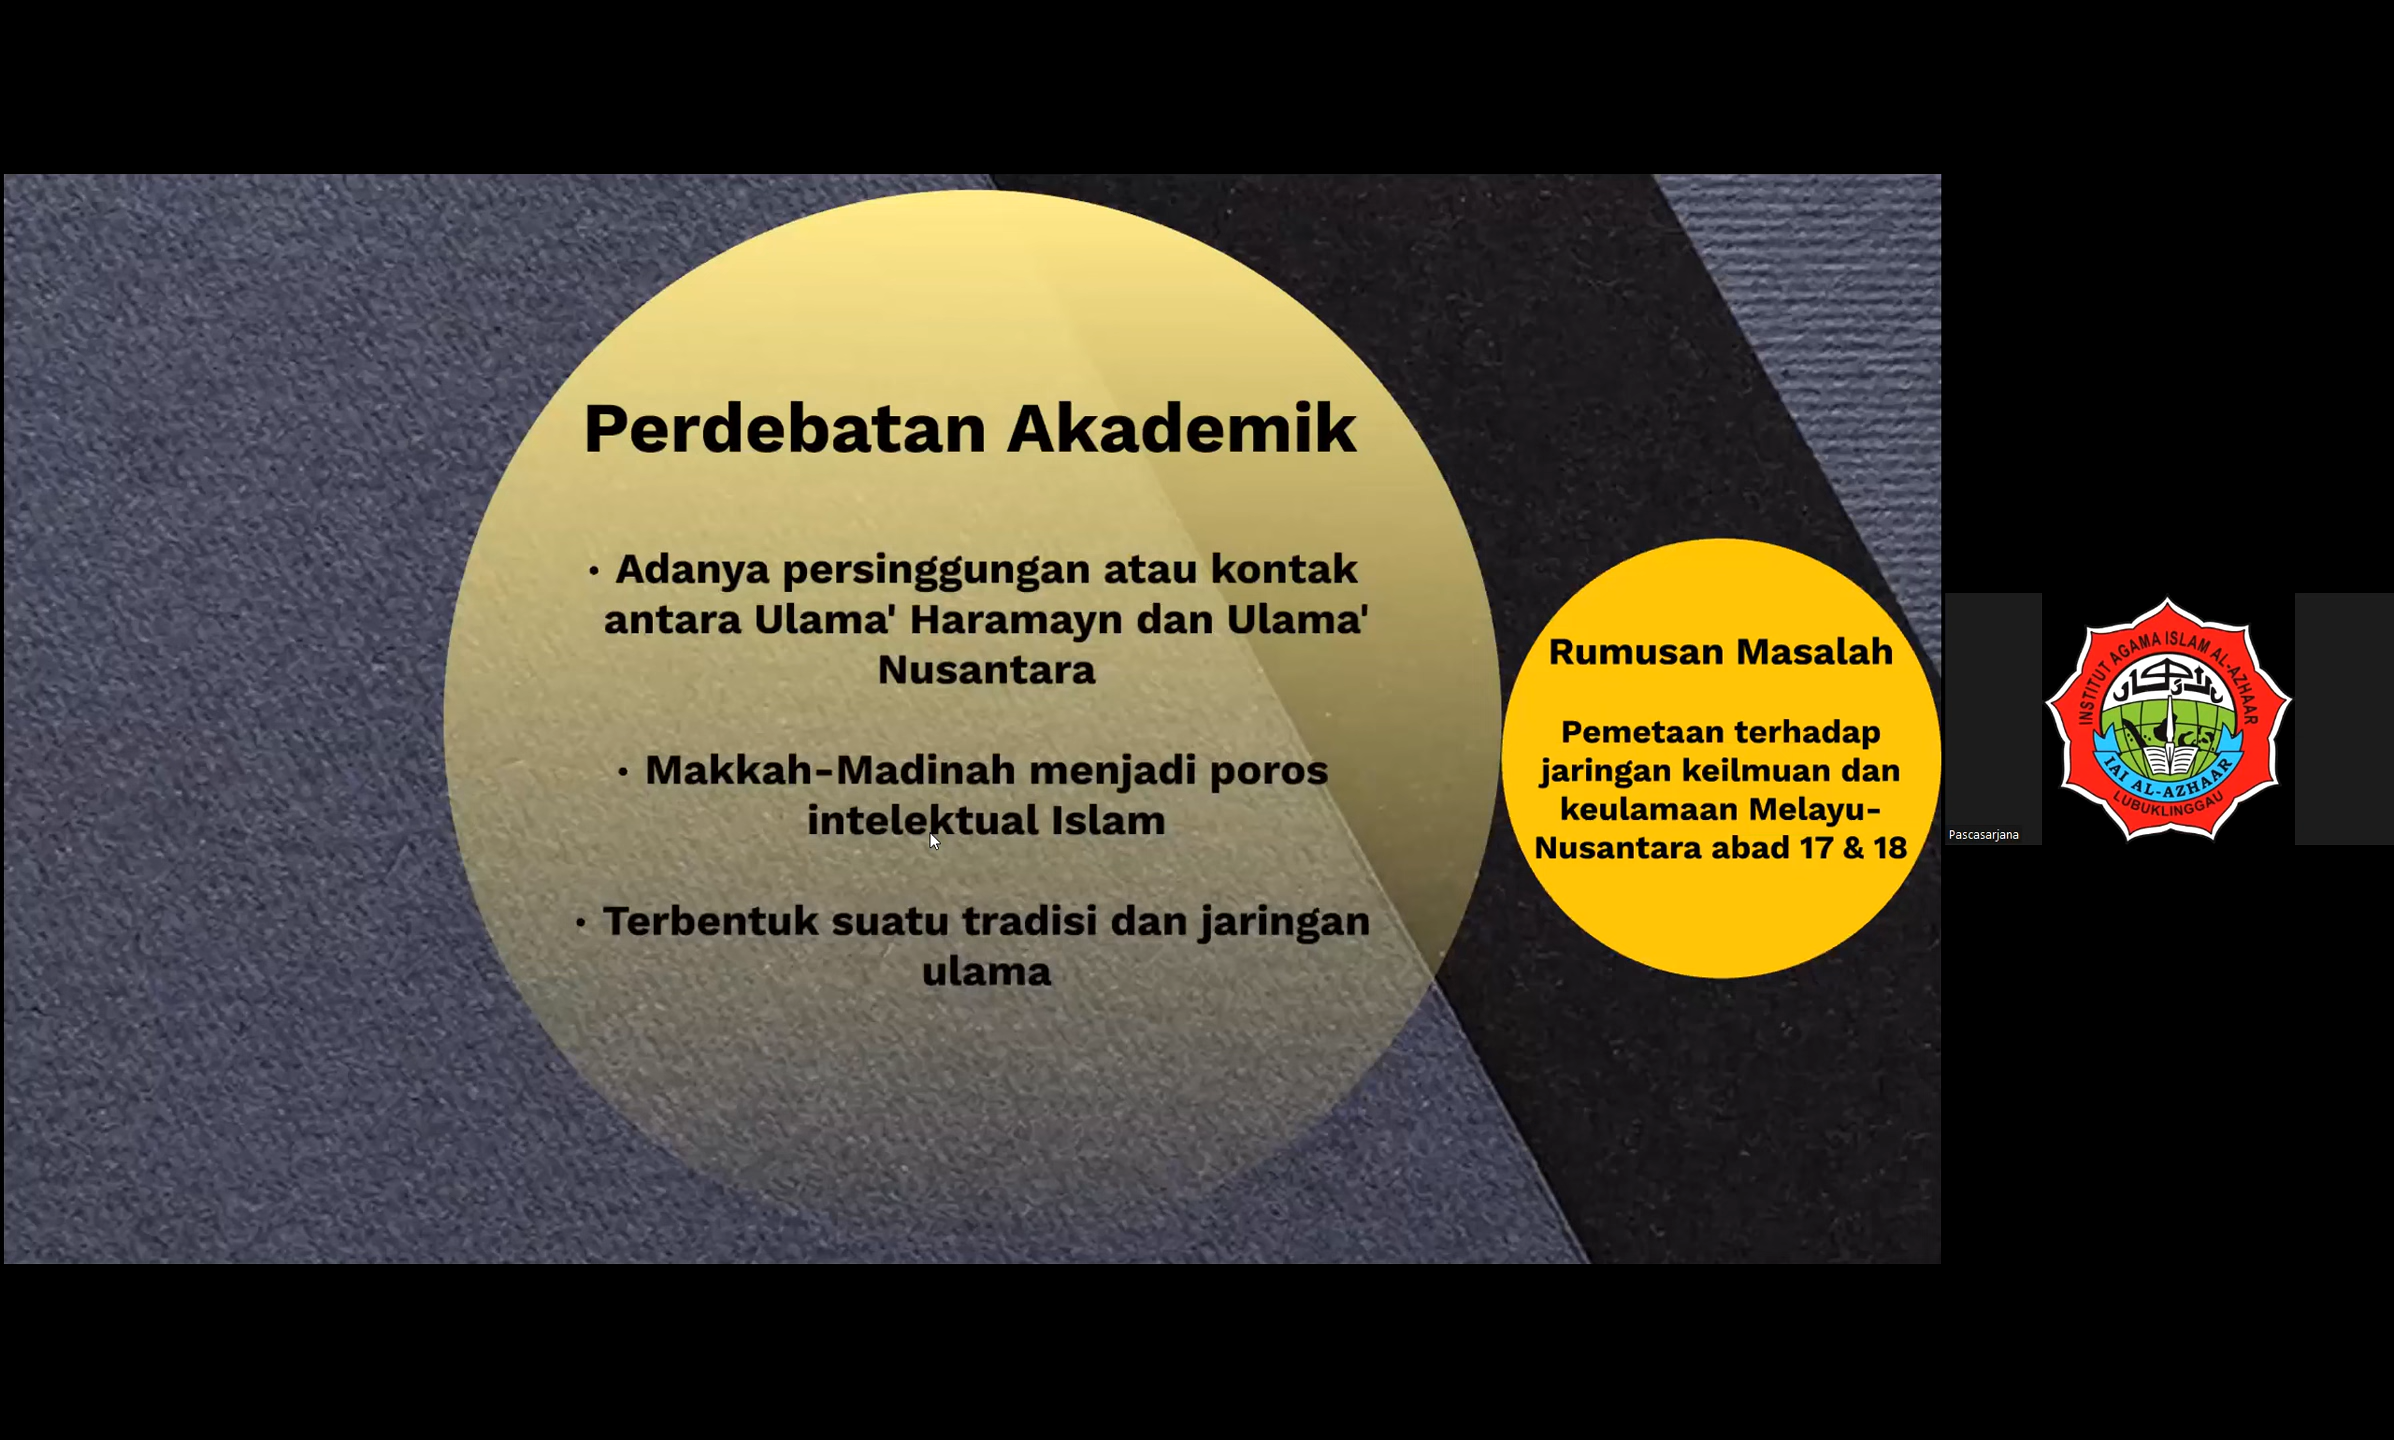 Perdebatan Akademik
• Adanya persinggungan atau kontak
antara Ulama' Haramayn dan Ulama'
Nusantara
• Makkah-Madinah menjadi poros
intelektual Islam
• Terbentuk suatu tradisi dan jaringan
ulama
Rumusan Masalah
Pemetaan terhadap
jaringan keilmuan dan
keulamaan Melayu-
Nusantara abad 17 & 18
Pascasarjana
INSTITUT AGAMA ISLAM AL-AZHAAR
IAI AL-AZHAAR
LUBUKLINGGAU